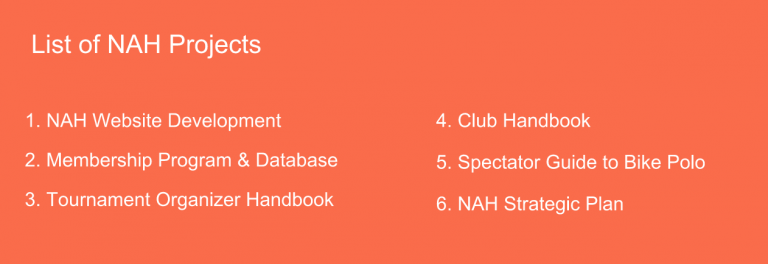 List of NAH Projects
1. NAH Website Development
2. Membership Program & Database
3. Tournament Organizer Handbook
4. Club Handbook
5. Spectator Guide to Bike Polo
6. NAH Strategic Plan